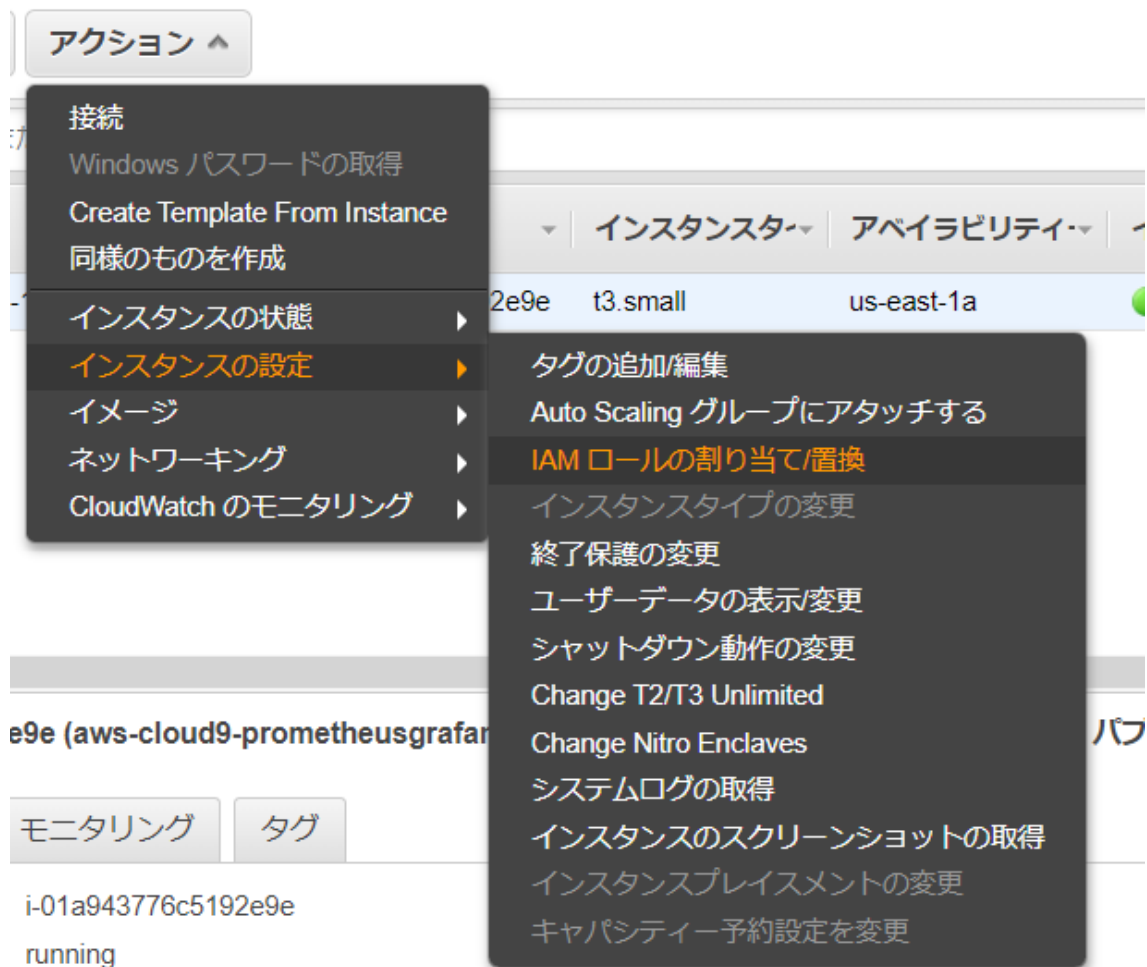 アクション
接続
Windows パスワードの取得
Create Template From Instance
同様のものを作成
インスタンスター
アベイラビリティ・
2e9e
t3.small
us-east-1a
インスタンスの状態
インスタンスの設定
イメージ
ネットワーキング
CloudWatch のモニタリング
タグの追加/編集
Auto Scaling グループにアタッチする
IAM ロールの割り当て/置換
インスタンスタイプの変更
終了保護の変更
ユーザーデータの表示/変更
シャットダウン動作の変更
Change T2/T3 Unlimited
Change Nitro Enclaves
システムログの取得
インスタンスのスクリーンショットの取得
インスタンスプレイスメントの変更
キャパシティー予約設定を変更
e9e (aws-cloud9-prometheusgrafan
パブ
モニタリング
タグ
i-01a943776c5192e9e
running